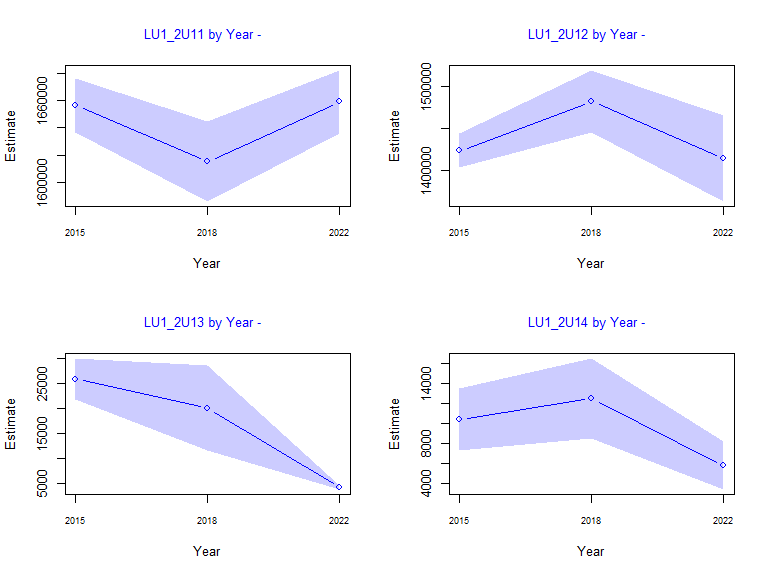 LU1_2U11 by Year -
Estimate
1600000
1660000
2015
2018
2022
Year
LU1_2U12 by Year -
Estimate
1400000
1500000
2015
2018
2022
Year
LU1_2U13 by Year -
Estimate
5000
15000
25000
2015
2018
2022
Year
LU1_2U14 by Year -
Estimate
4000
8000
14000
2015
2018
2022
Year